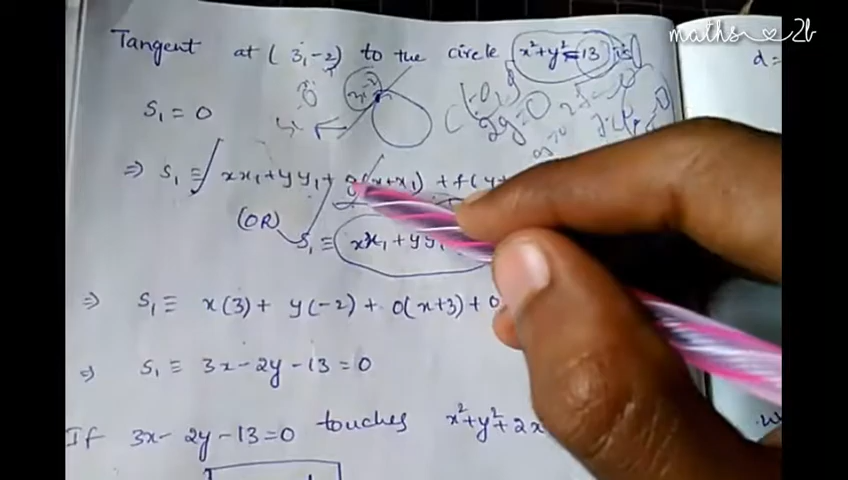 maths 2b
Tangent at (3,-2) to the circle x²+y²=13 is
d=
S₁ = 0
2g=0
⇒ S₁ ≡ xx₁+yy₁+ g(x+x₁) + f(y+
(OR)
S₁ ≡ xx₁+yy₁
⇒ S₁ ≡ x(3)+ y(-2) + 0(x+3)+0
⇒ S₁ ≡ 3x-2y-13=0
If 3x-2y-13=0 touches x²+y²+2x